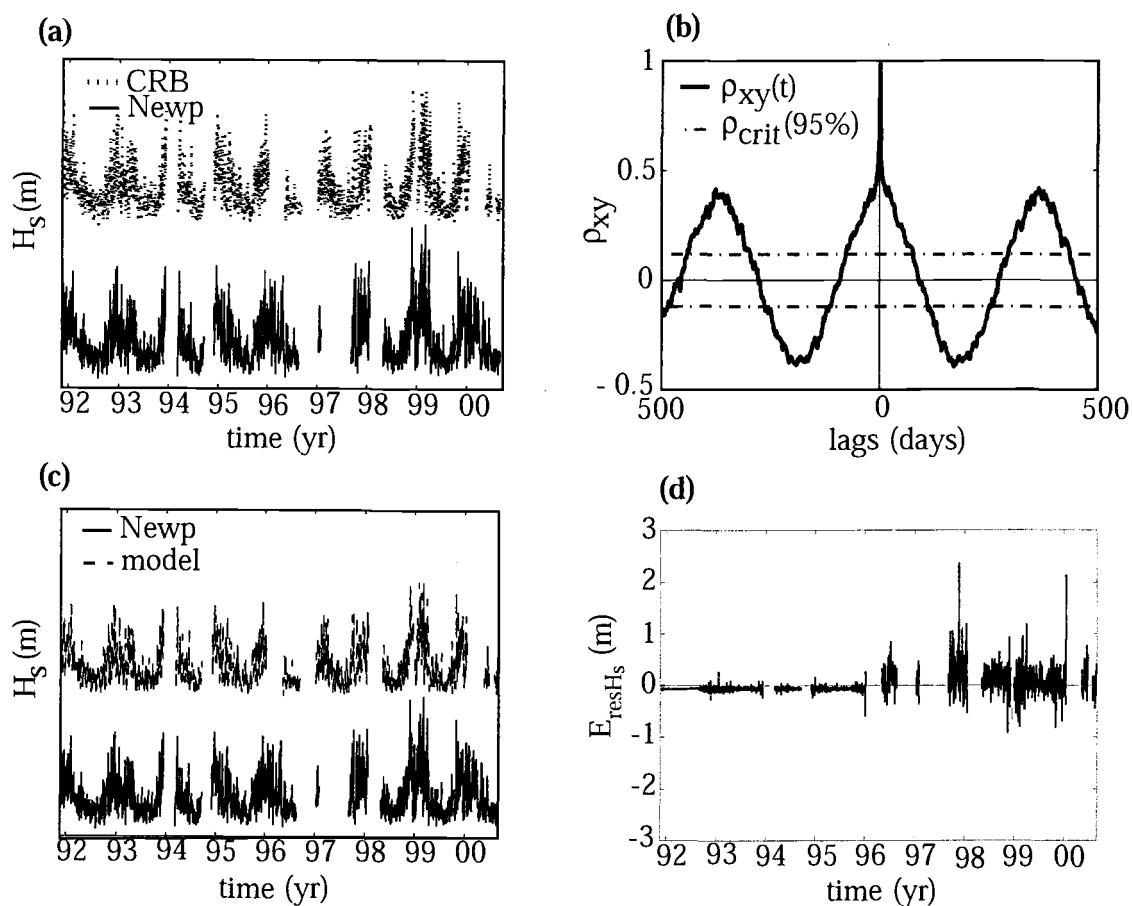 (a)
CRB
Newp
H_s (m)
92 93 94 95 96 97 98 99 00
time (yr)
(b)
ρ_xy(t)
ρ_crit(95%)
1
0.5
0
- 0.5
ρ_xy
500 0 500
lags (days)
(c)
Newp
model
H_s (m)
92 93 94 95 96 97 98 99 00
time (yr)
(d)
3
2
1
0
-1
-2
-3
E_resH_s (m)
92 93 94 95 96 97 98 99 00
time (yr)